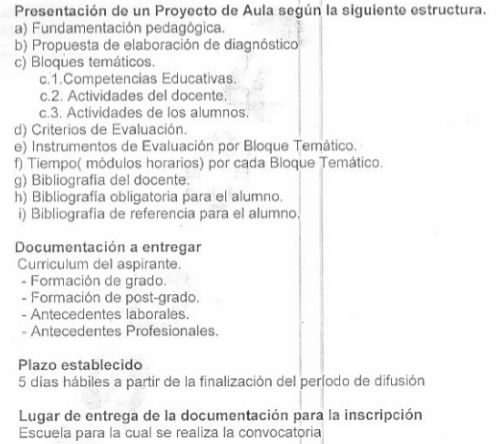 Presentación de un Proyecto de Aula según la siguiente estructura.
a) Fundamentación pedagógica.
b) Propuesta de elaboración de diagnóstico
c) Bloques temáticos.
c.1.Competencias Educativas.
c.2. Actividades del docente.
c.3. Actividades de los alumnos.
d) Criterios de Evaluación.
e) Instrumentos de Evaluación por Bloque Temático.
f) Tiempo( módulos horarios) por cada Bloque Temático.
g) Bibliografía del docente.
h) Bibliografía obligatoria para el alumno.
i) Bibliografía de referencia para el alumno.
Documentación a entregar
Curriculum del aspirante.
- Formación de grado.
- Formación de post-grado.
- Antecedentes laborales.
- Antecedentes Profesionales.
Plazo establecido
5 días hábiles a partir de la finalización del período de difusión
Lugar de entrega de la documentación para la inscripción
Escuela para la cual se realiza la convocatoria